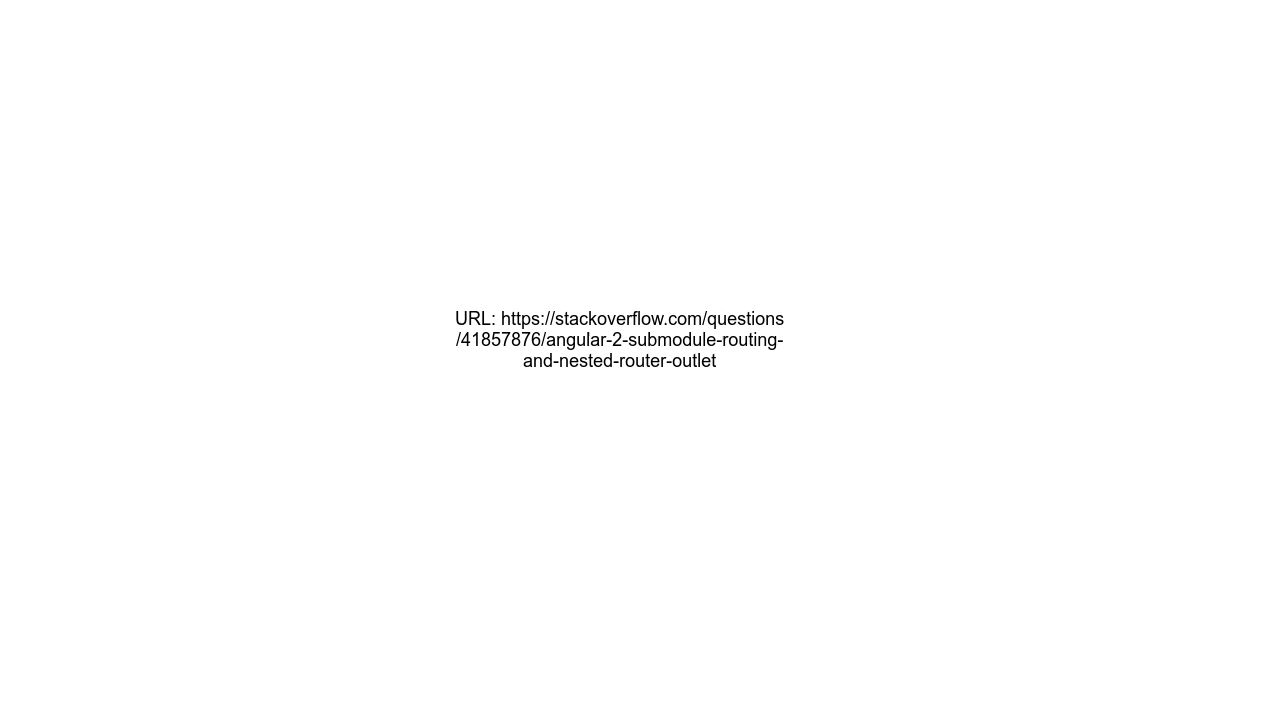 URL: https://stackoverflow.com/questions
/41857876/angular-2-submodule-routing-
and-nested-router-outlet